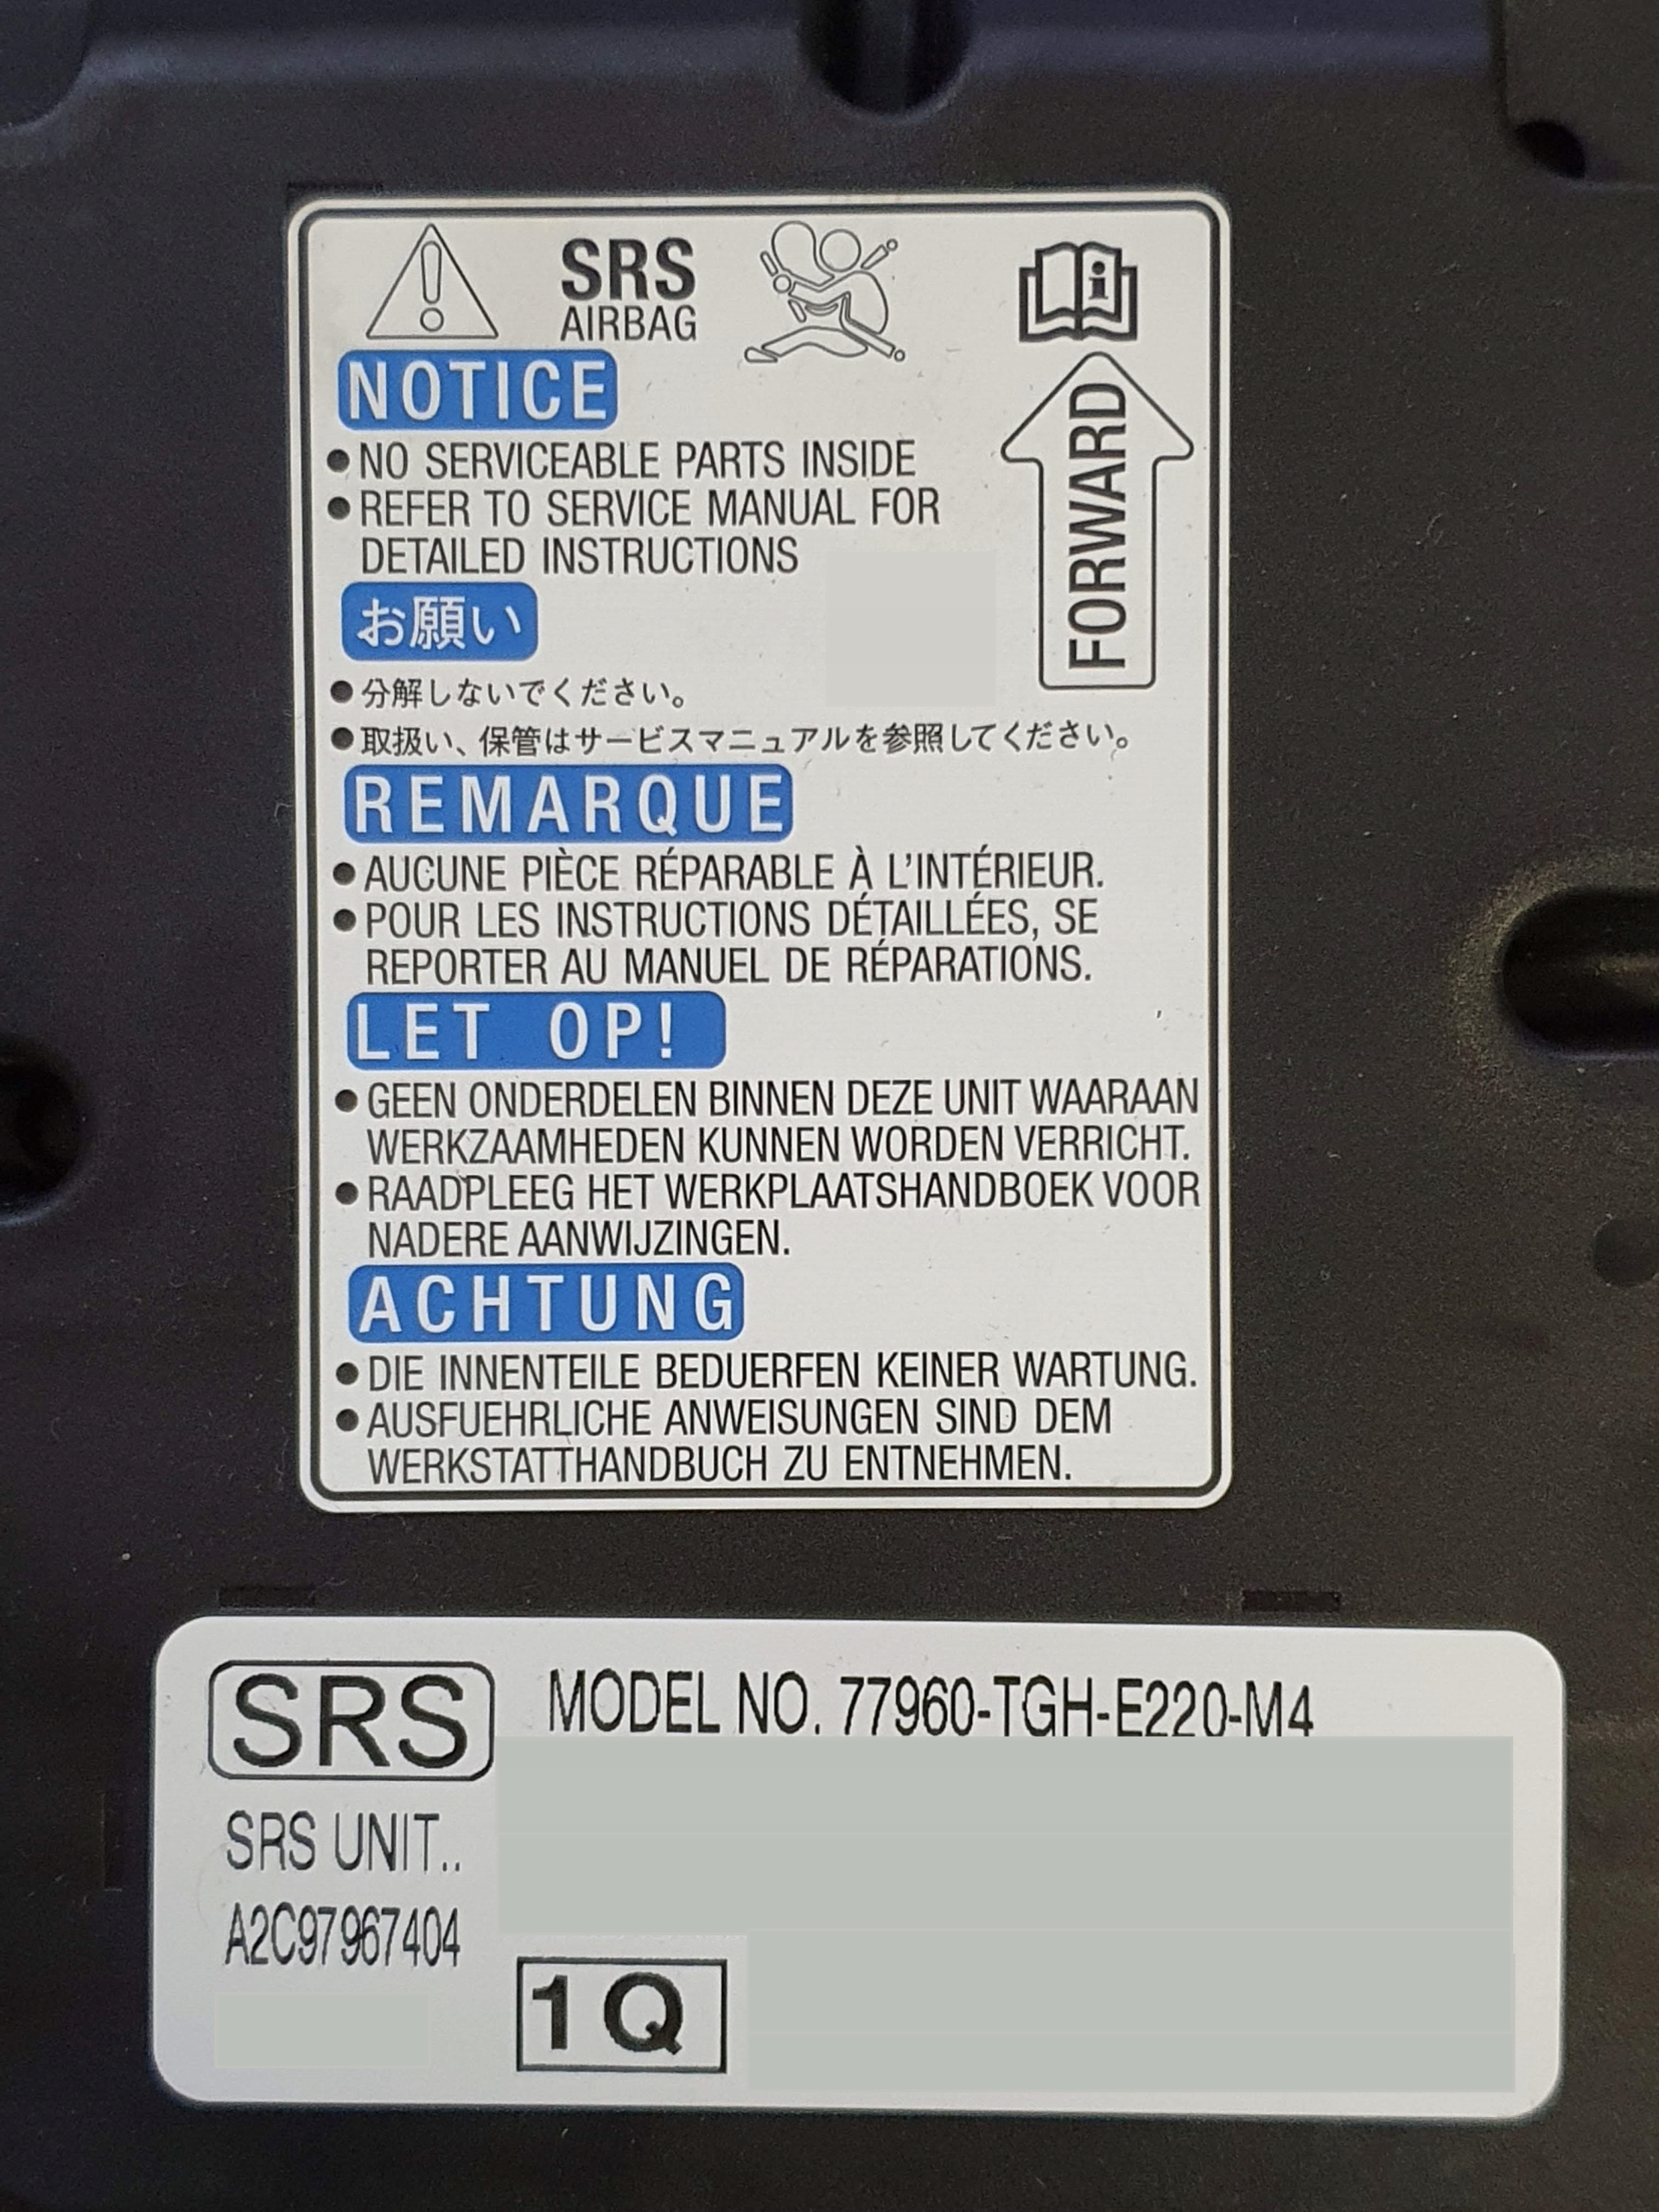 SRS
AIRBAG
NOTICE
● NO SERVICEABLE PARTS INSIDE
● REFER TO SERVICE MANUAL FOR
DETAILED INSTRUCTIONS
FORWARD
お願い
● 分解しないでください。
● 取扱い、保管はサービスマニュアルを参照してください。
REMARQUE
● AUCUNE PIÈCE RÉPARABLE À L'INTÉRIEUR.
● POUR LES INSTRUCTIONS DÉTAILLÉES, SE
REPORTER AU MANUEL DE RÉPARATIONS.
LET OP!
● GEEN ONDERDELEN BINNEN DEZE UNIT WAARAAN
WERKZAAMHEDEN KUNNEN WORDEN VERRICHT.
● RAADPLEEG HET WERKPLAATSHANDBOEK VOOR
NADERE AANWIJZINGEN.
ACHTUNG
● DIE INNENTEILE BEDUERFEN KEINER WARTUNG.
● AUSFUEHRLICHE ANWEISUNGEN SIND DEM
WERKSTATTHANDBUCH ZU ENTNEHMEN.
SRS
MODEL NO. 77960-TGH-E220-M4
SRS UNIT..
A2C97967404
1Q